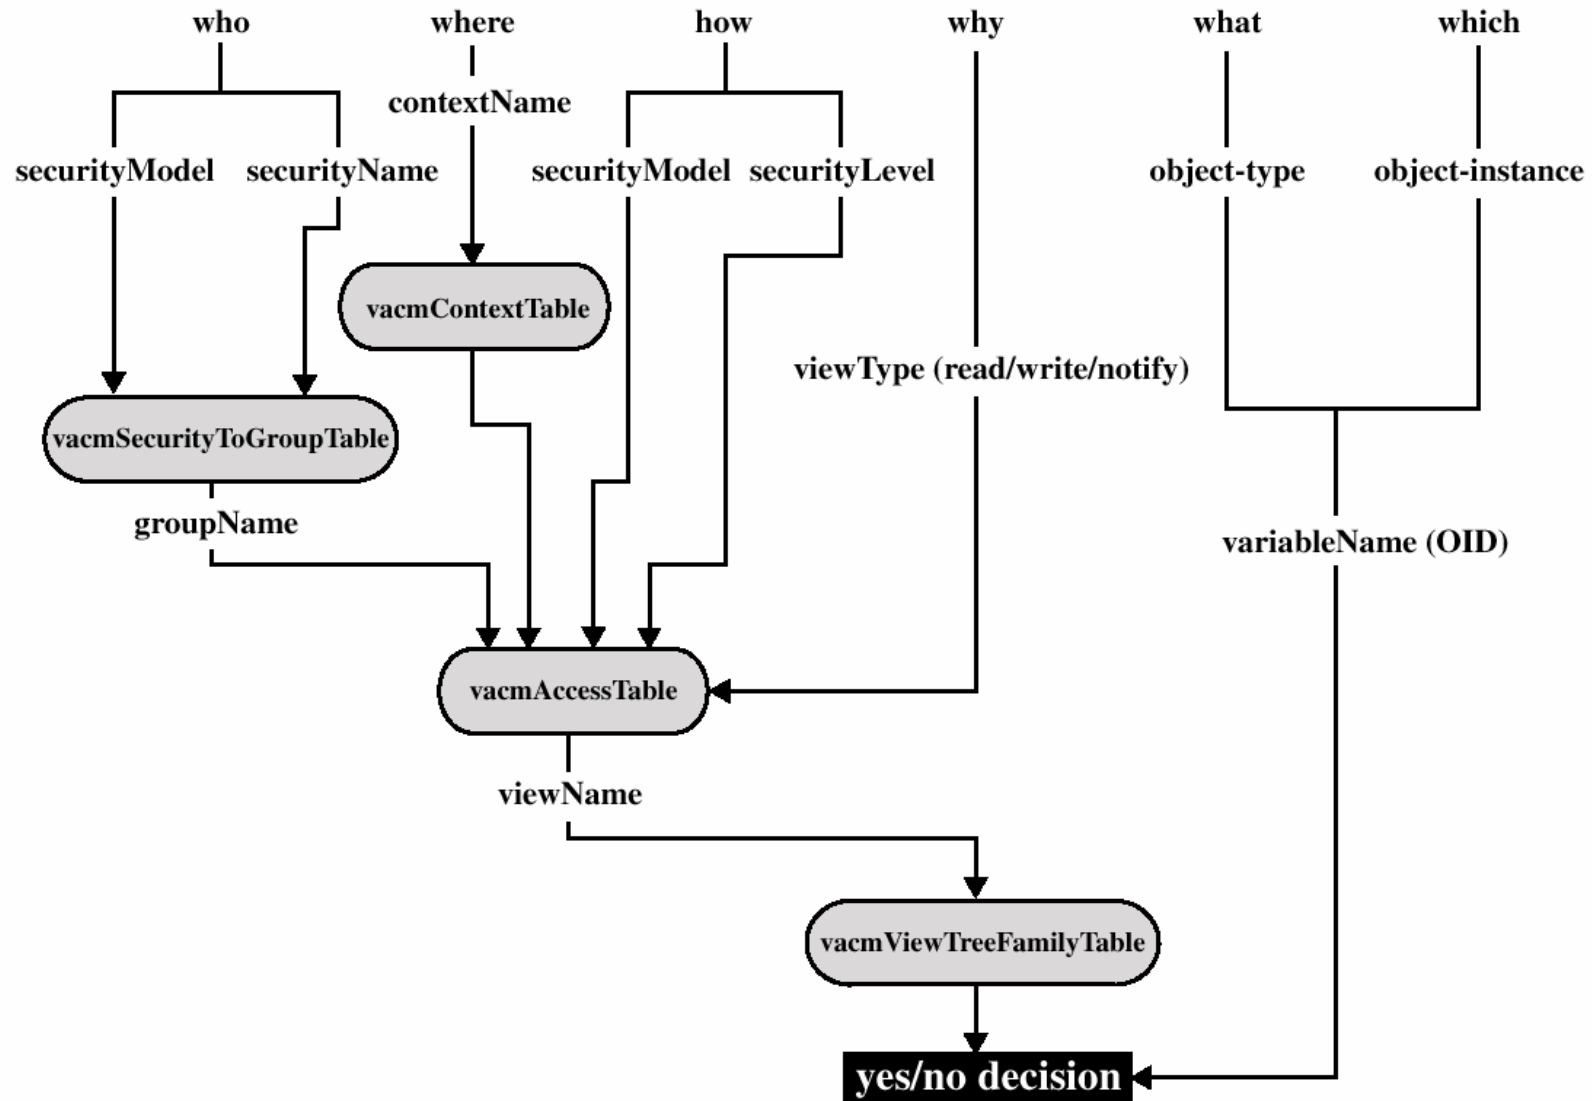 who where how why what which
contextName
securityModel securityName securityModel securityLevel object-type object-instance
vacmContextTable
viewType (read/write/notify)
vacmSecurityToGroupTable
groupName
variableName (OID)
vacmAccessTable
viewName
vacmViewTreeFamilyTable
yes/no decision